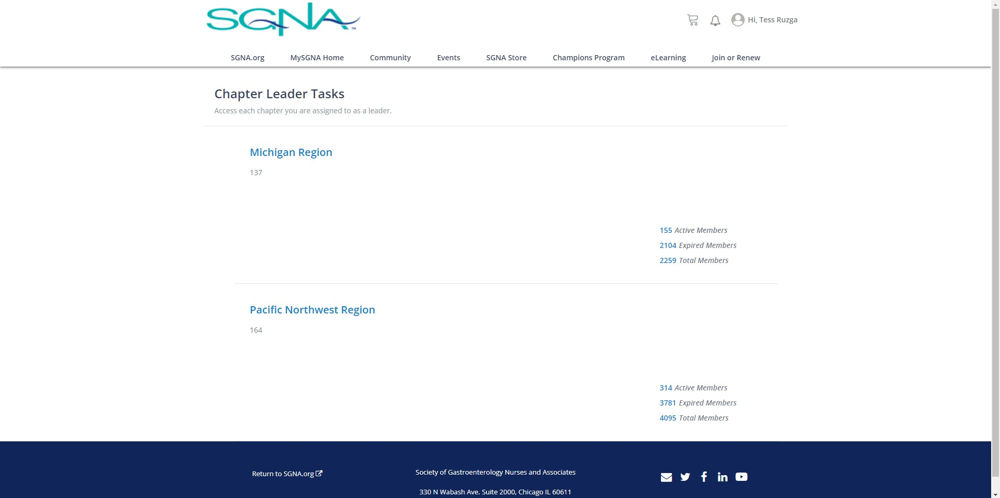 SGNA™
Hi, Tess Ruzga
SGNA.org MySGNA Home Community Events SGNA Store Champions Program eLearning Join or Renew
Chapter Leader Tasks
Access each chapter you are assigned to as a leader.
Michigan Region
137
155 Active Members
2104 Expired Members
2259 Total Members
Pacific Northwest Region
164
314 Active Members
3781 Expired Members
4095 Total Members
Return to SGNA.org
Society of Gastroenterology Nurses and Associates
330 N Wabash Ave. Suite 2000, Chicago IL 60611